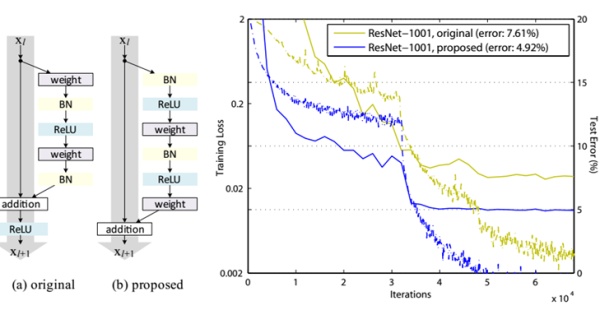 x_l
weight
BN
ReLU
weight
BN
addition
ReLU
x_{l+1}
(a) original
x_l
BN
ReLU
weight
BN
ReLU
weight
addition
x_{l+1}
(b) proposed
2
0.2
0.02
0.002
Training Loss
ResNet−1001, original (error: 7.61%)
ResNet−1001, proposed (error: 4.92%)
20
15
10
5
0
Test Error (%)
0 1 2 3 4 5 6
Iterations
x 10^4